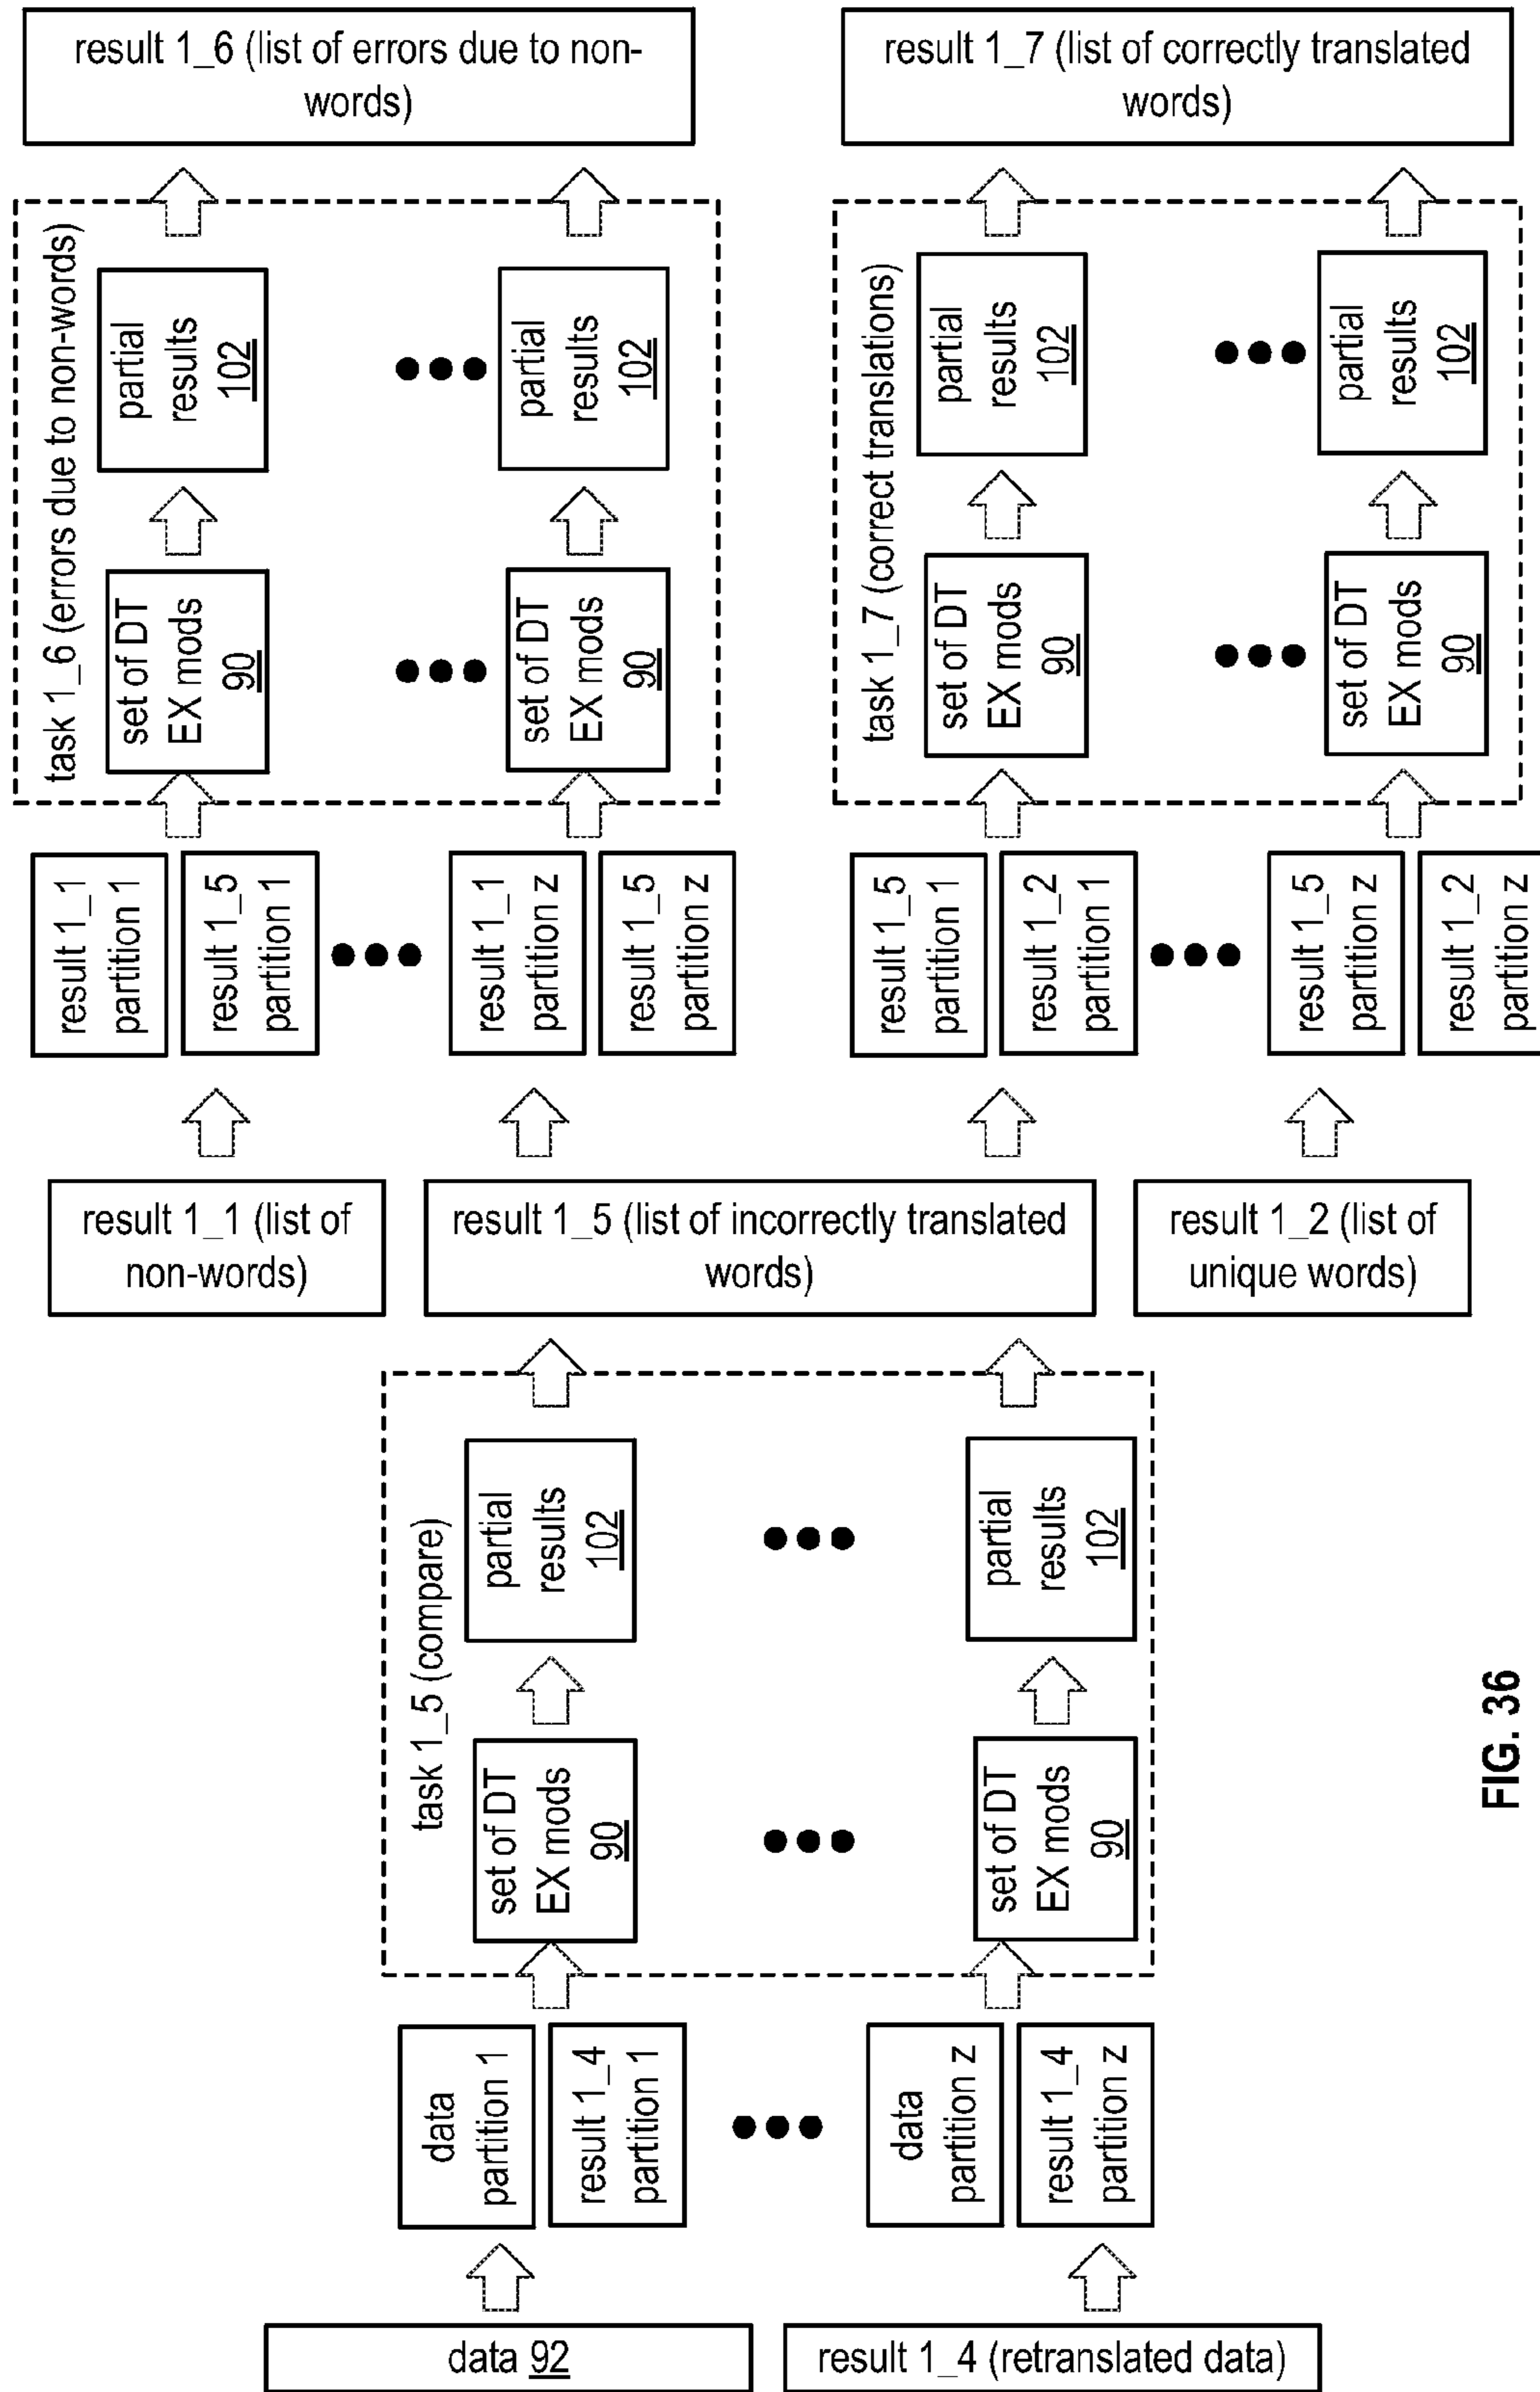 data 92
result 1_4 (retranslated data)
data
partition 1
result 1_4
partition 1
data
partition z
result 1_4
partition z
task 1_5 (compare)
set of DT
EX mods
90
partial
results
102
set of DT
EX mods
90
partial
results
102
result 1_1 (list of
non-words)
result 1_5 (list of incorrectly translated
words)
result 1_2 (list of
unique words)
result 1_1
partition 1
result 1_5
partition 1
result 1_1
partition z
result 1_5
partition z
result 1_5
partition 1
result 1_2
partition 1
result 1_5
partition z
result 1_2
partition z
task 1_6 (errors due to non-words)
set of DT
EX mods
90
partial
results
102
set of DT
EX mods
90
partial
results
102
task 1_7 (correct translations)
set of DT
EX mods
90
partial
results
102
set of DT
EX mods
90
partial
results
102
result 1_6 (list of errors due to non-
words)
result 1_7 (list of correctly translated
words)
FIG. 36